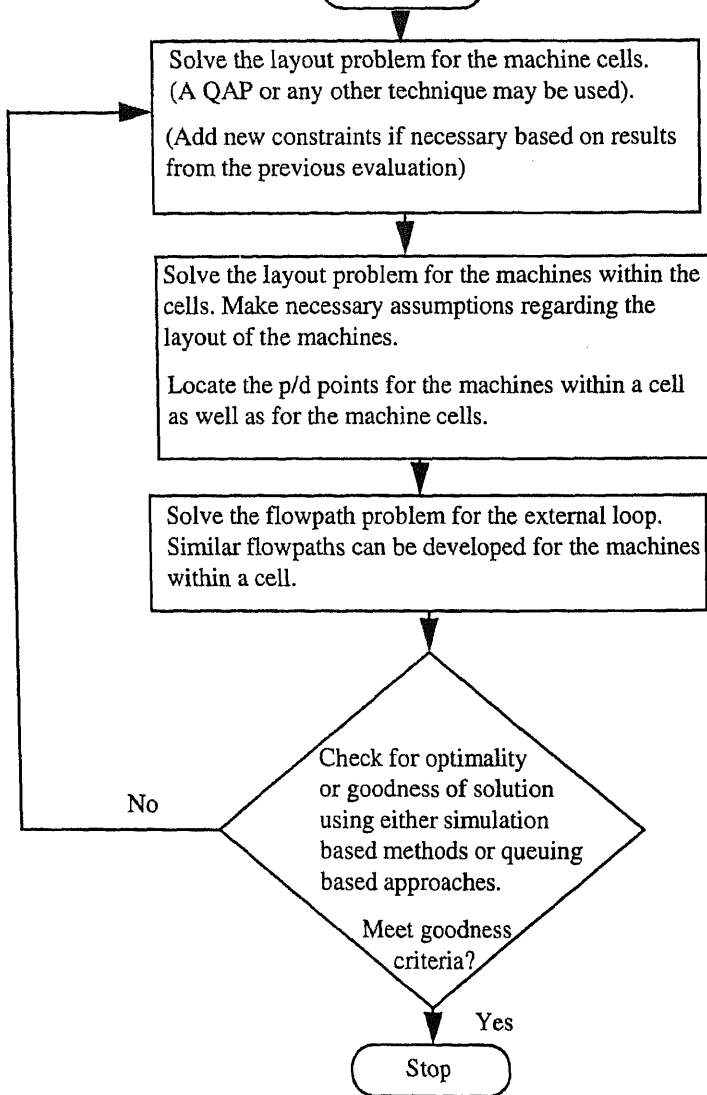 Solve the layout problem for the machine cells.
(A QAP or any other technique may be used).
(Add new constraints if necessary based on results
from the previous evaluation)
Solve the layout problem for the machines within the
cells. Make necessary assumptions regarding the
layout of the machines.
Locate the p/d points for the machines within a cell
as well as for the machine cells.
Solve the flowpath problem for the external loop.
Similar flowpaths can be developed for the machines
within a cell.
Check for optimality
or goodness of solution
using either simulation
based methods or queuing
based approaches.
Meet goodness
criteria?
No
Yes
Stop